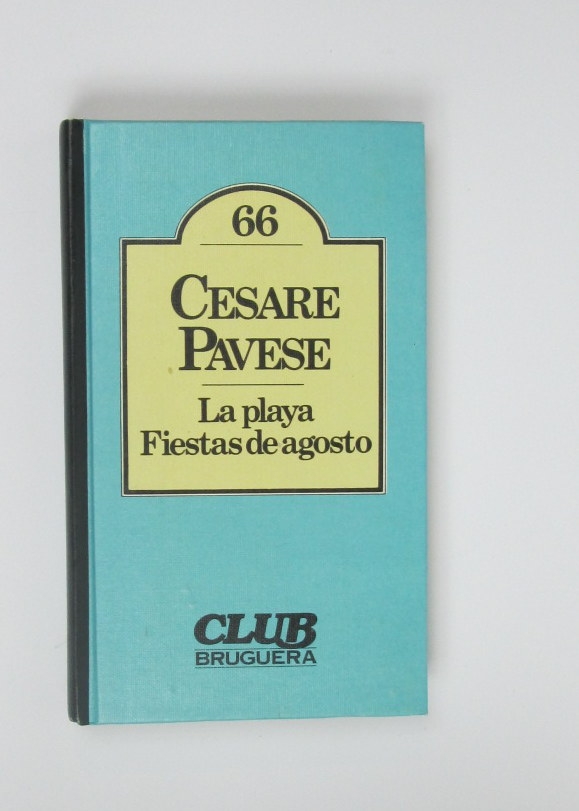 66
CESARE
PAVESE
La playa
Fiestas de agosto
CLUB
BRUGUERA